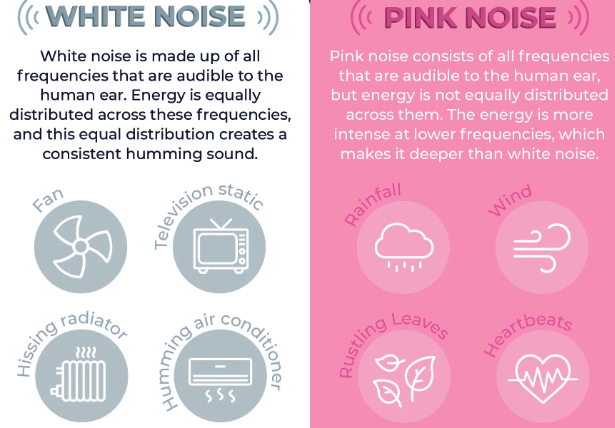 WHITE NOISE
White noise is made up of all
frequencies that are audible to the
human ear. Energy is equally
distributed across these frequencies,
and this equal distribution creates a
consistent humming sound.
Fan
Television static
Hissing radiator
Humming air conditioner
PINK NOISE
Pink noise consists of all frequencies
that are audible to the human ear,
but energy is not equally distributed
across them. The energy is more
intense at lower frequencies, which
makes it deeper than white noise.
Rainfall
Wind
Rustling Leaves
Heartbeats